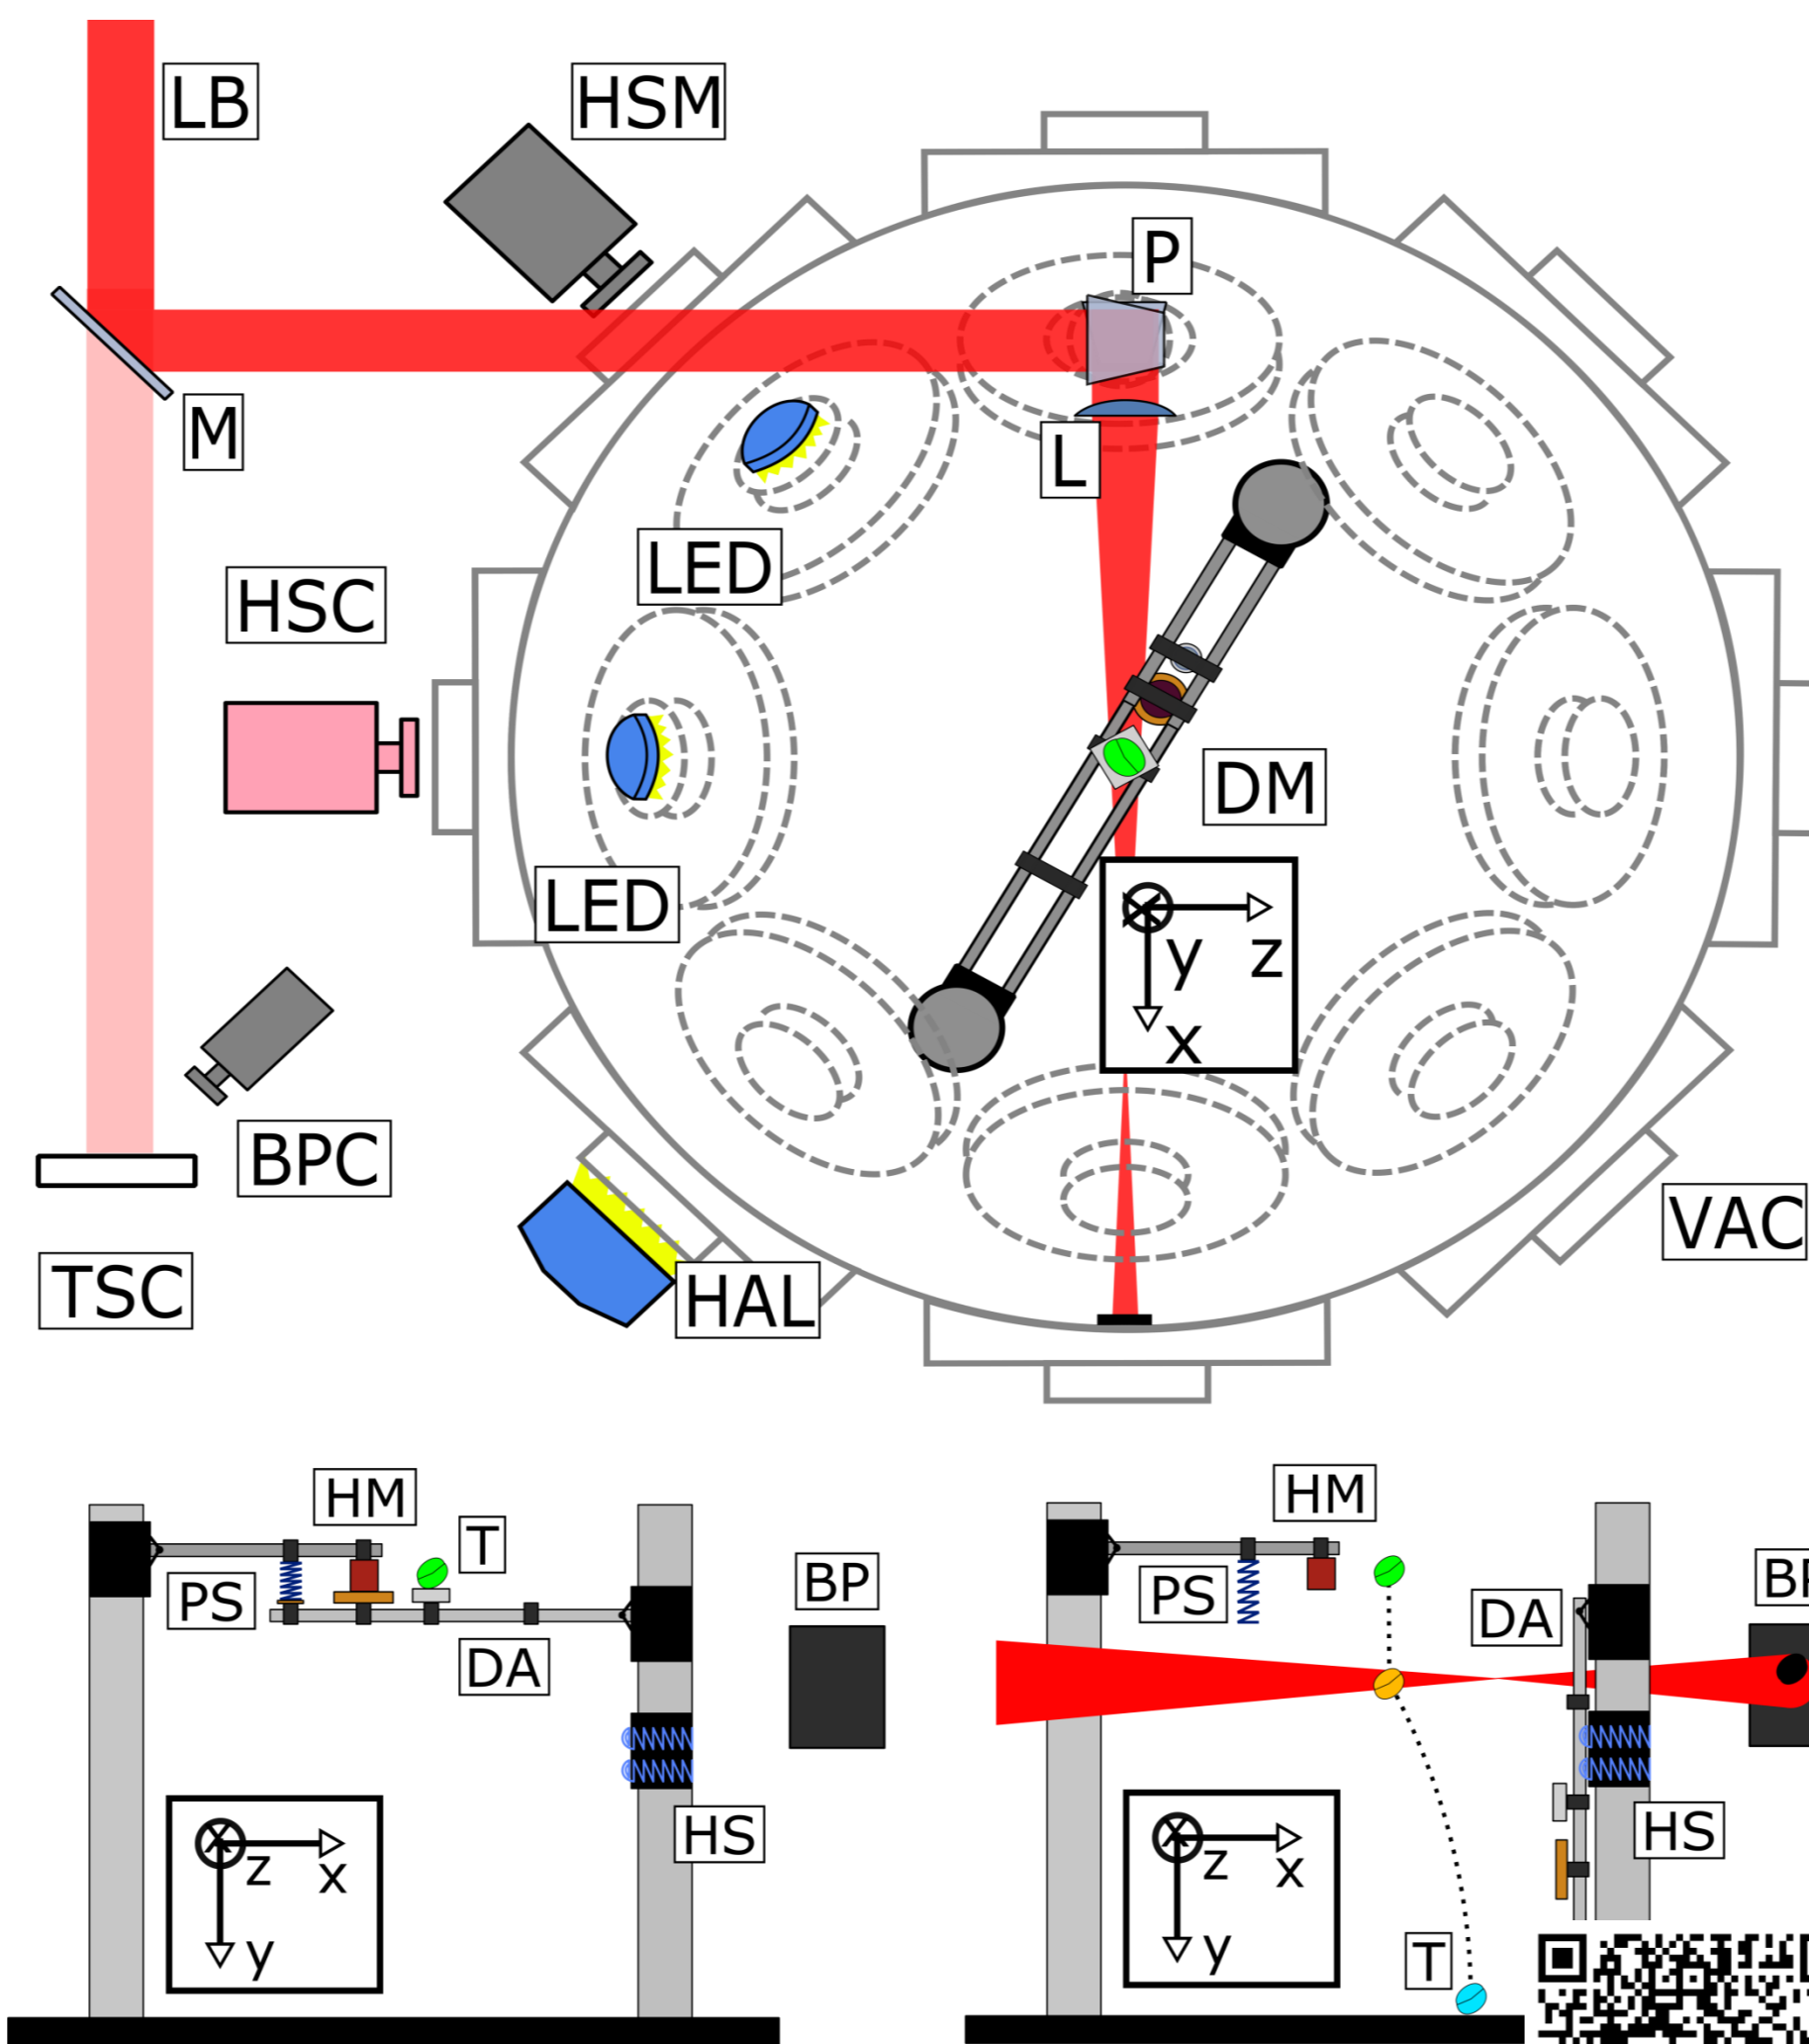 LB
HSM
P
M
L
LED
HSC
DM
LED
y z
x
BPC
VAC
TSC
HAL
HM
T
PS
BP
DA
HS
z
x
y
HM
PS
DA
HS
z
x
y
T